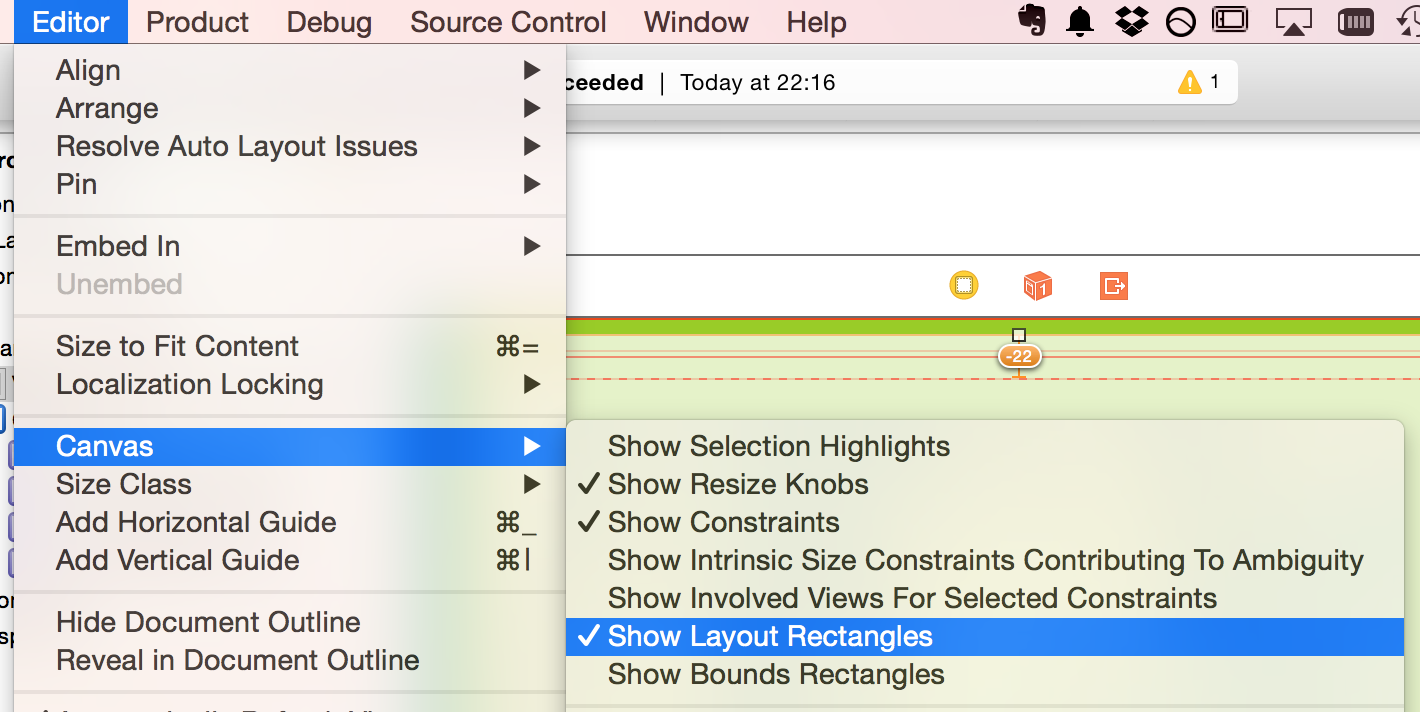 Editor Product Debug Source Control Window Help
Align
ceeded | Today at 22:16 1
Arrange
Resolve Auto Layout Issues
Pin
Embed In
Unembed
Size to Fit Content ⌘=
-22
Localization Locking
Canvas
Size Class
Add Horizontal Guide ⌘_
Add Vertical Guide ⌘|
Hide Document Outline
Reveal in Document Outline
Show Selection Highlights
✓ Show Resize Knobs
✓ Show Constraints
Show Intrinsic Size Constraints Contributing To Ambiguity
Show Involved Views For Selected Constraints
✓ Show Layout Rectangles
Show Bounds Rectangles